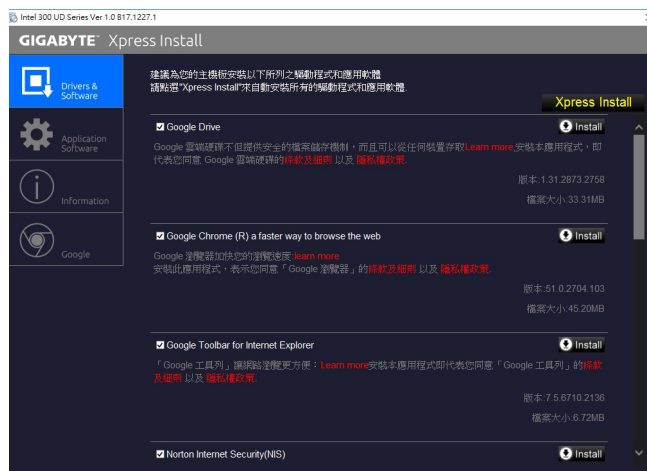 Intel 300 UD Series Ver 1.0 B17.1227.1
GIGABYTE™ Xpress Install
Drivers &
Software
Application
Software
Information
Google
建議為您的主機板安裝以下所列之驅動程式和應用軟體
請點選"Xpress Install"來自動安裝所有的驅動程式和應用軟體.
Xpress Install
Google Drive
Install
Google 雲端硬碟不但提供安全的檔案儲存機制，而且可以從任何裝置存取Learn more,安裝本應用程式，即
代表您同意 Google 雲端硬碟的條款及細則 以及 隱私權政策.
版本:1.31.2873.2758
檔案大小:33.31MB
Google Chrome (R) a faster way to browse the web
Install
Google 瀏覽器加快您的瀏覽速度.learn more
安裝此應用程式，表示您同意「Google 瀏覽器」的條款及細則 以及 隱私權政策.
版本:51.0.2704.103
檔案大小:45.20MB
Google Toolbar for Internet Explorer
Install
「Google 工具列」讓網路瀏覽更方便：Learn more安裝本應用程式即代表您同意「Google 工具列」的條款
及細則 以及 隱私權政策.
版本:7.5.6710.2136
檔案大小:6.72MB
Norton Internet Security(NIS)
Install